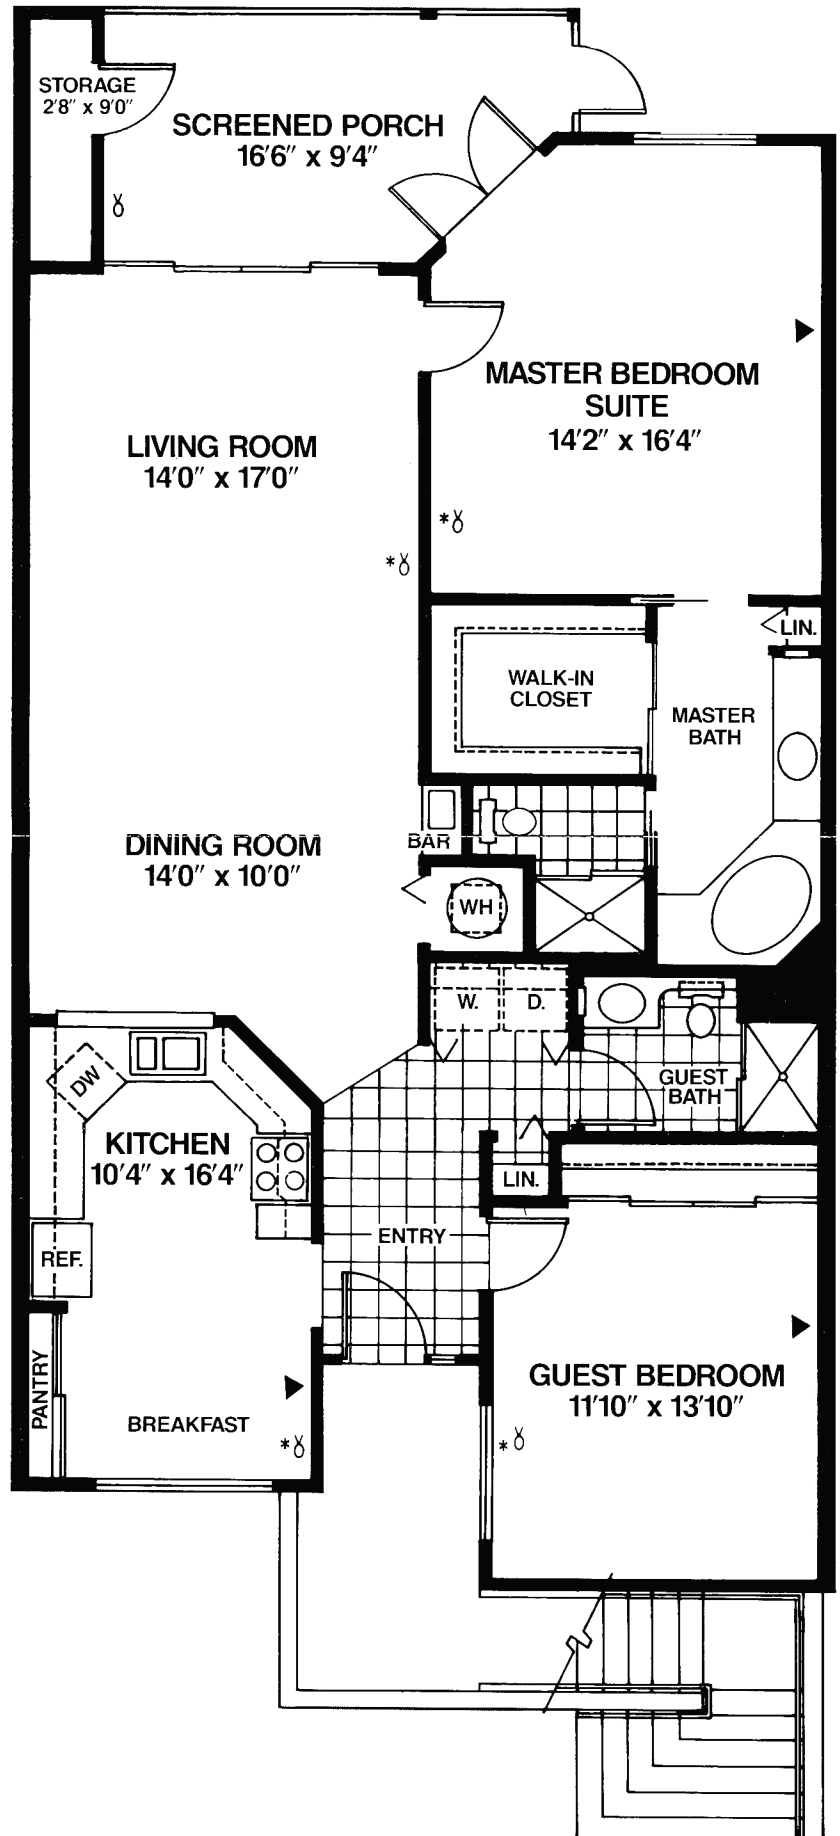 STORAGE
2'8" x 9'0"
SCREENED PORCH
16'6" x 9'4"
MASTER BEDROOM
SUITE
14'2" x 16'4"
LIVING ROOM
14'0" x 17'0"
*
*
LIN.
WALK-IN
CLOSET
MASTER
BATH
BAR
DINING ROOM
14'0" x 10'0"
WH
W.
D.
GUEST
BATH
DW
KITCHEN
10'4" x 16'4"
LIN.
ENTRY
REF.
PANTRY
GUEST BEDROOM
11'10" x 13'10"
BREAKFAST
*
*